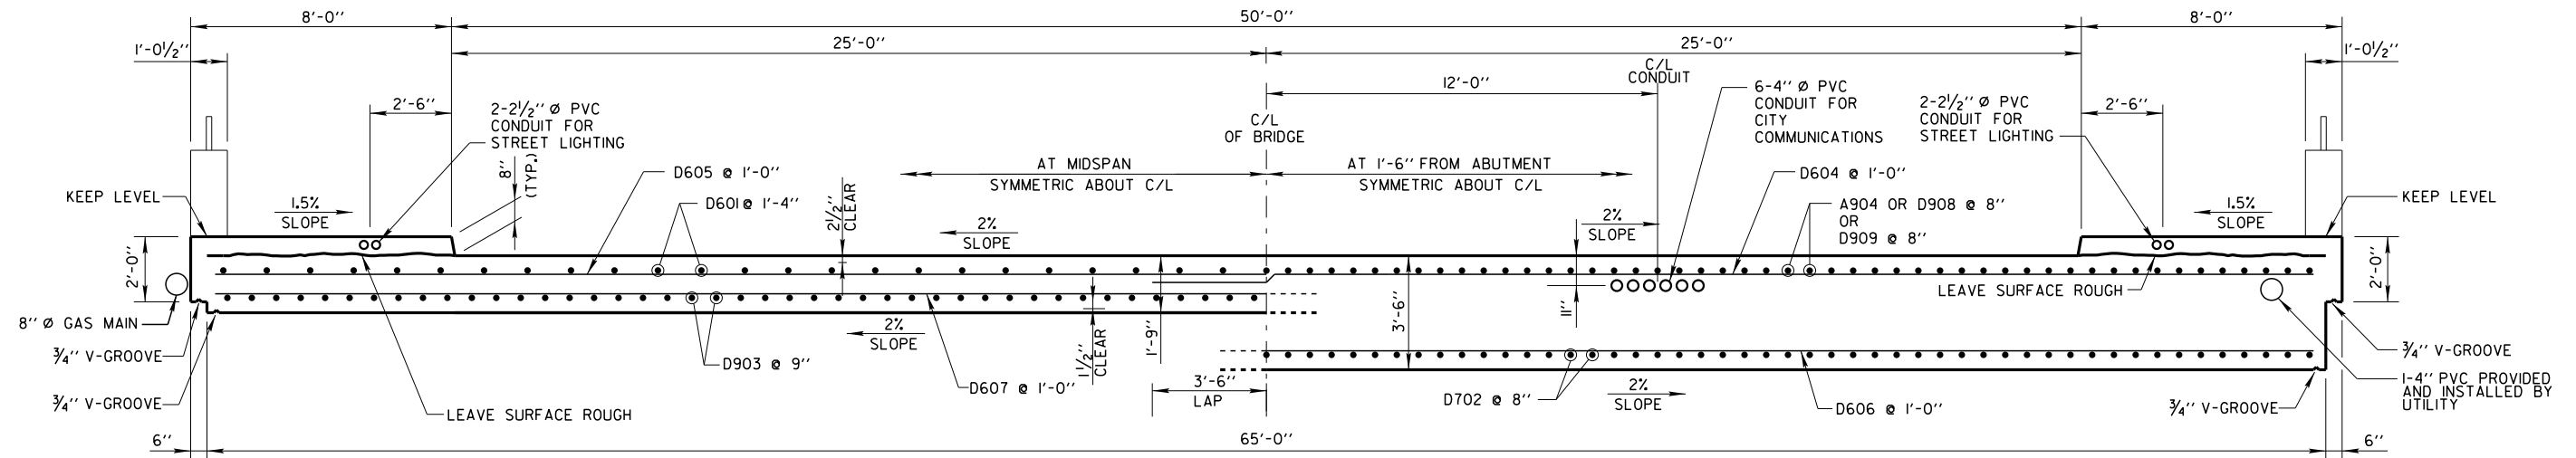 8'-0"
50'-0"
8'-0"
1'-0½"
25'-0"
25'-0"
1'-0½"
C/L
CONDUIT
12'-0"
2'-6"
2-2½" Ø PVC
CONDUIT FOR
STREET LIGHTING
C/L
OF BRIDGE
6-4" Ø PVC
CONDUIT FOR
CITY
COMMUNICATIONS
2-2½" Ø PVC
CONDUIT FOR
STREET LIGHTING
2'-6"
8"
(TYP.)
D605 @ 1'-0"
AT MIDSPAN
SYMMETRIC ABOUT C/L
AT 1'-6" FROM ABUTMENT
SYMMETRIC ABOUT C/L
D604 @ 1'-0"
KEEP LEVEL
1.5%
SLOPE
D601 @ 1'-4"
2½"
CLEAR
2%
SLOPE
2%
SLOPE
A904 OR D908 @ 8"
OR
D909 @ 8"
1.5%
SLOPE
KEEP LEVEL
2'-0"
2'-0"
8" Ø GAS MAIN
¾" V-GROOVE
¾" V-GROOVE
LEAVE SURFACE ROUGH
D903 @ 9"
2%
SLOPE
D607 @ 1'-0"
1½"
CLEAR
1'-9"
3'-6"
LAP
3'-6"
11"
LEAVE SURFACE ROUGH
D702 @ 8"
2%
SLOPE
D606 @ 1'-0"
¾" V-GROOVE
¾" V-GROOVE
1-4" PVC PROVIDED
AND INSTALLED BY
UTILITY
6"
65'-0"
6"